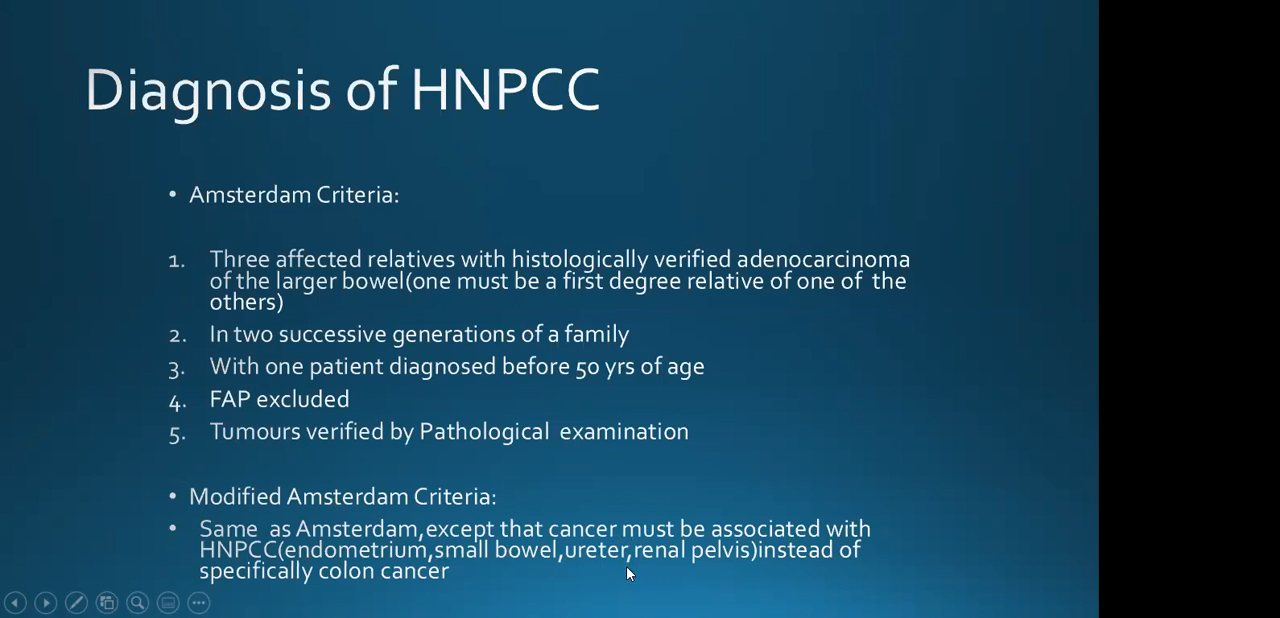 Diagnosis of HNPCC
• Amsterdam Criteria:
1. Three affected relatives with histologically verified adenocarcinoma
of the larger bowel(one must be a first degree relative of one of the
others)
2. In two successive generations of a family
3. With one patient diagnosed before 50 yrs of age
4. FAP excluded
5. Tumours verified by Pathological examination
• Modified Amsterdam Criteria:
• Same as Amsterdam,except that cancer must be associated with
HNPCC(endometrium,small bowel,ureter,renal pelvis)instead of
specifically colon cancer